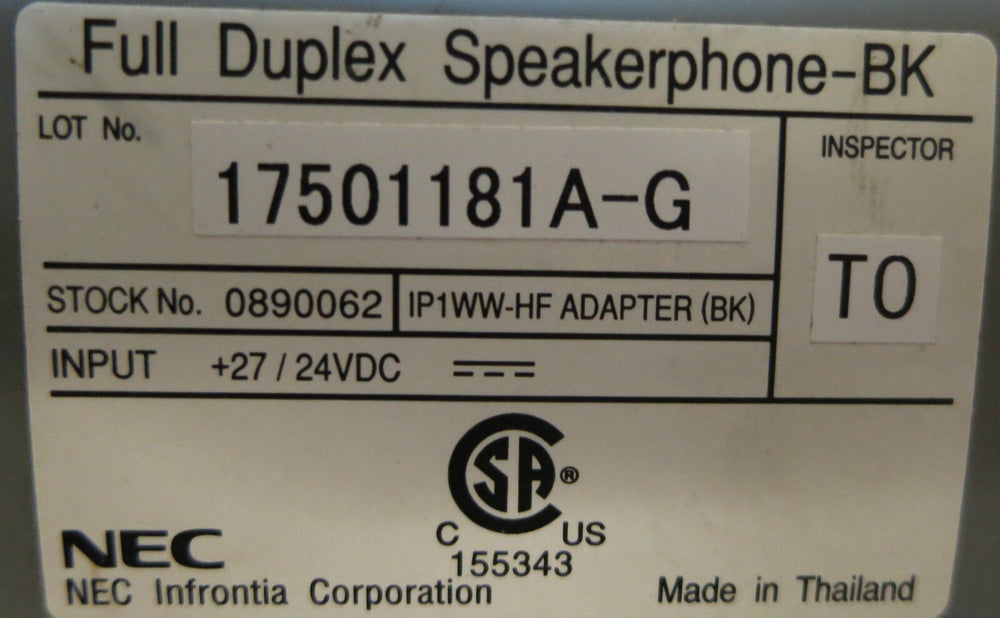 Full Duplex Speakerphone-BK
LOT No.
17501181A-G
INSPECTOR
TO
STOCK No. 0890062
IP1WW-HF ADAPTER (BK)
INPUT +27 / 24VDC
CSA®
C US
155343
NEC
NEC Infrontia Corporation
Made in Thailand